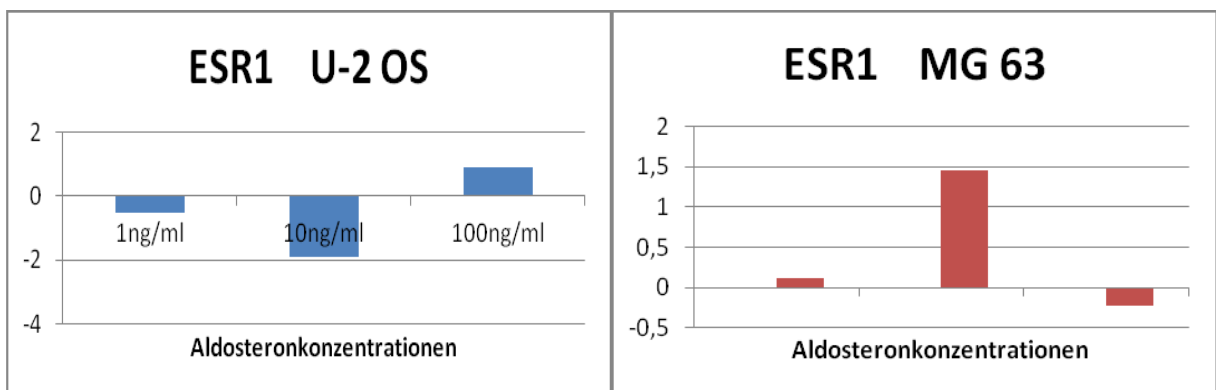 ESR1 U-2 OS
2
0
-2
-4
1ng/ml 10ng/ml 100ng/ml
Aldosteronkonzentrationen
ESR1 MG 63
2
1,5
1
0,5
0
-0,5
Aldosteronkonzentrationen